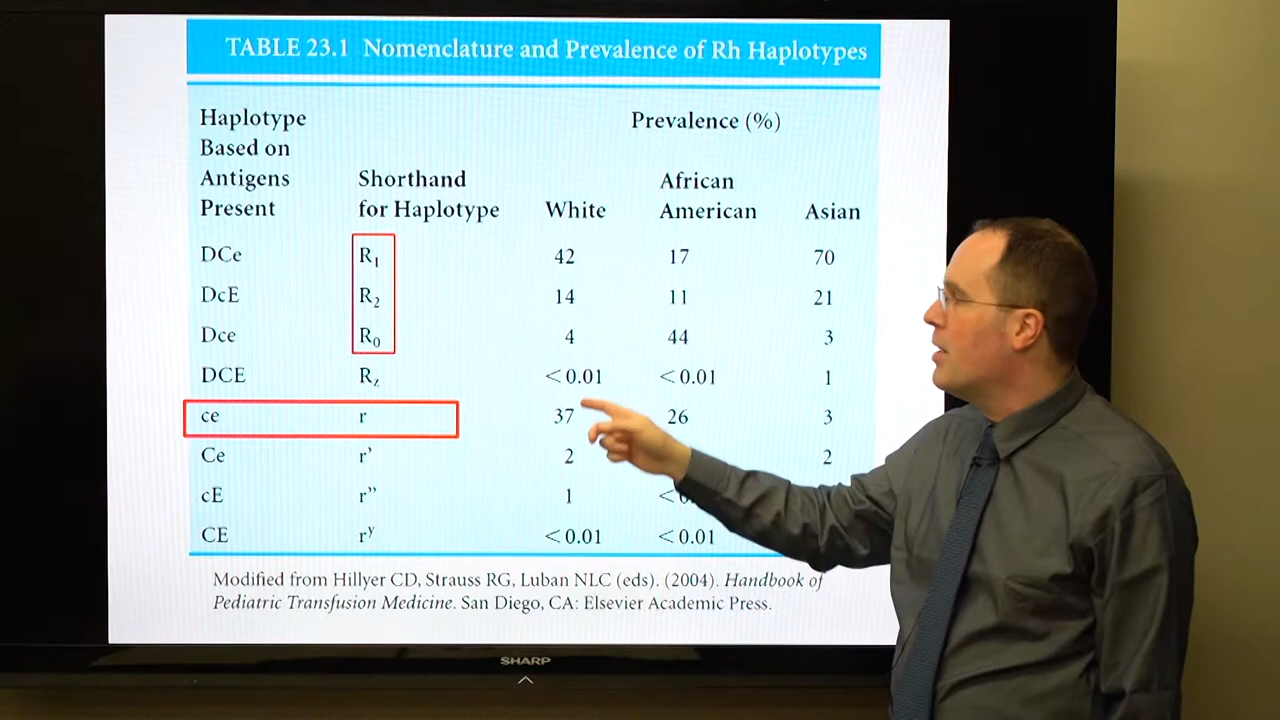 TABLE 23.1 Nomenclature and Prevalence of Rh Haplotypes
Haplotype Based on Antigens Present
Shorthand for Haplotype
Prevalence (%)
White
African American
Asian
DCe R₁ 42 17 70
DcE R₂ 14 11 21
Dce R₀ 4 44 3
DCE R_z <0.01 <0.01 1
ce r 37 26 3
Ce r’ 2 2
cE r” 1
CE rʸ <0.01 <0.01
Modified from Hillyer CD, Strauss RG, Luban NLC (eds). (2004). Handbook of
Pediatric Transfusion Medicine. San Diego, CA: Elsevier Academic Press.
SHARP